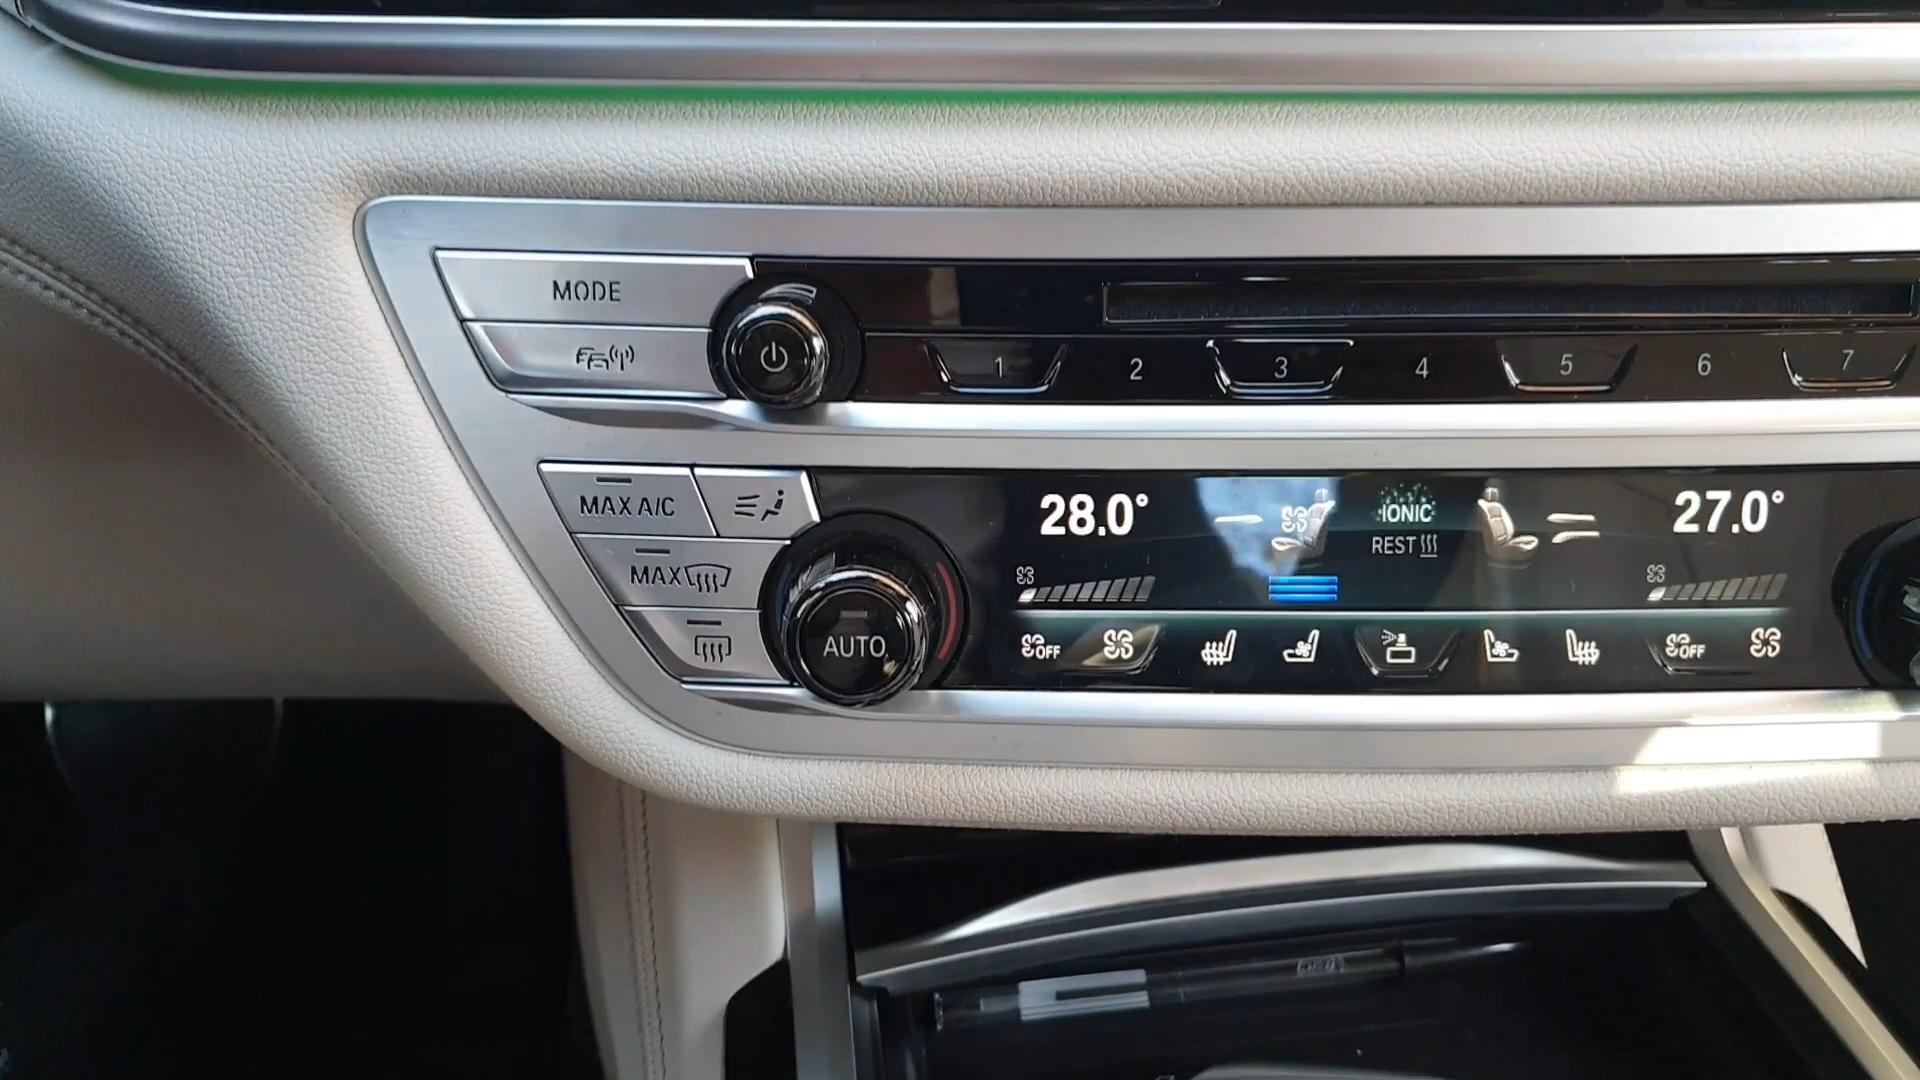 MODE
1 2 3 4 5 6 7
MAX A/C
28.0°
IONIC
27.0°
REST
MAX
AUTO
OFF
OFF